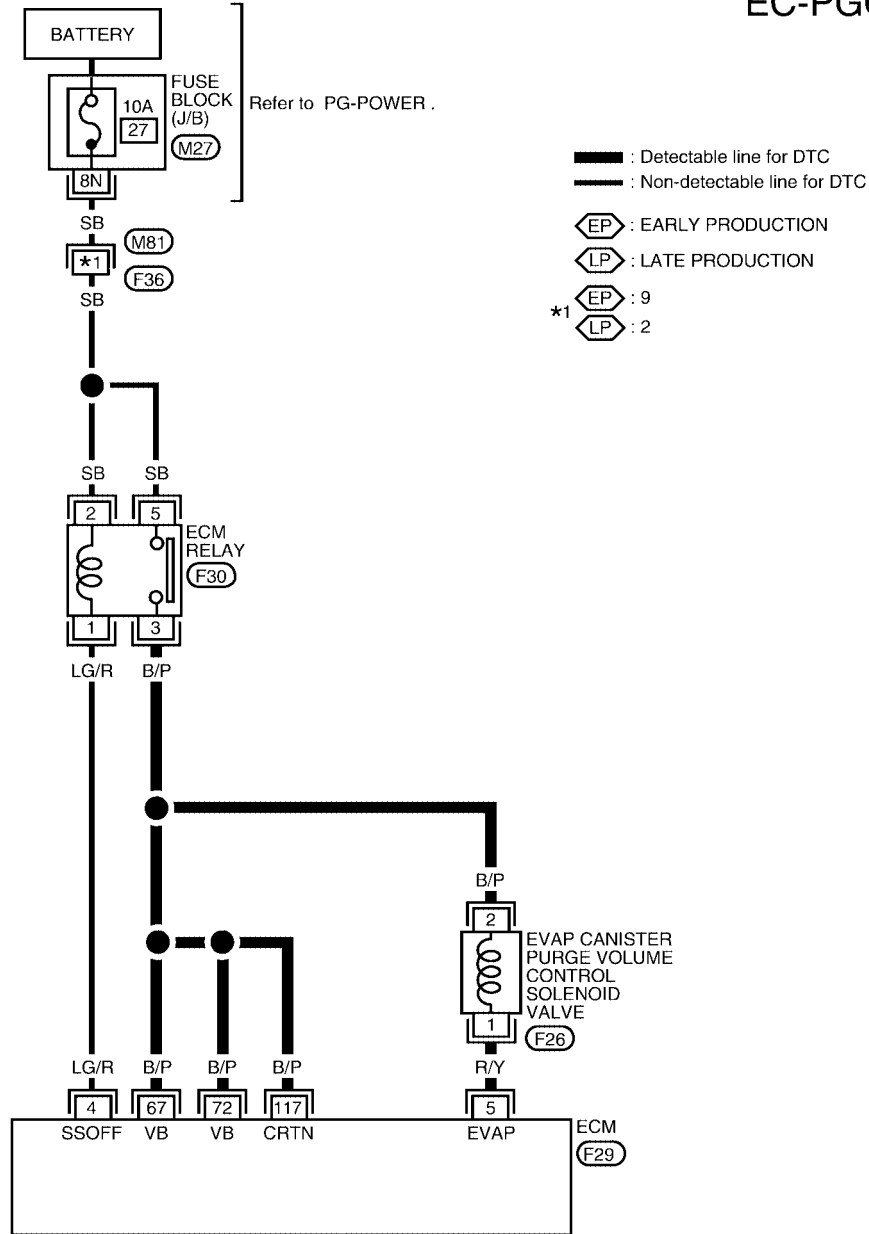 BATTERY
FUSE
BLOCK
(J/B)
10A
27
M27
Refer to PG-POWER .
8N
SB
M81
*1
F36
SB
: Detectable line for DTC
: Non-detectable line for DTC
EP : EARLY PRODUCTION
LP : LATE PRODUCTION
*1
EP : 9
LP : 2
SB SB
2 5
ECM
RELAY
F30
1 3
LG/R B/P
B/P
2
EVAP CANISTER
PURGE VOLUME
CONTROL
SOLENOID
VALVE
1
F26
LG/R B/P B/P B/P R/Y
4 67 72 117 5
SSOFF VB VB CRTN EVAP
ECM
F29